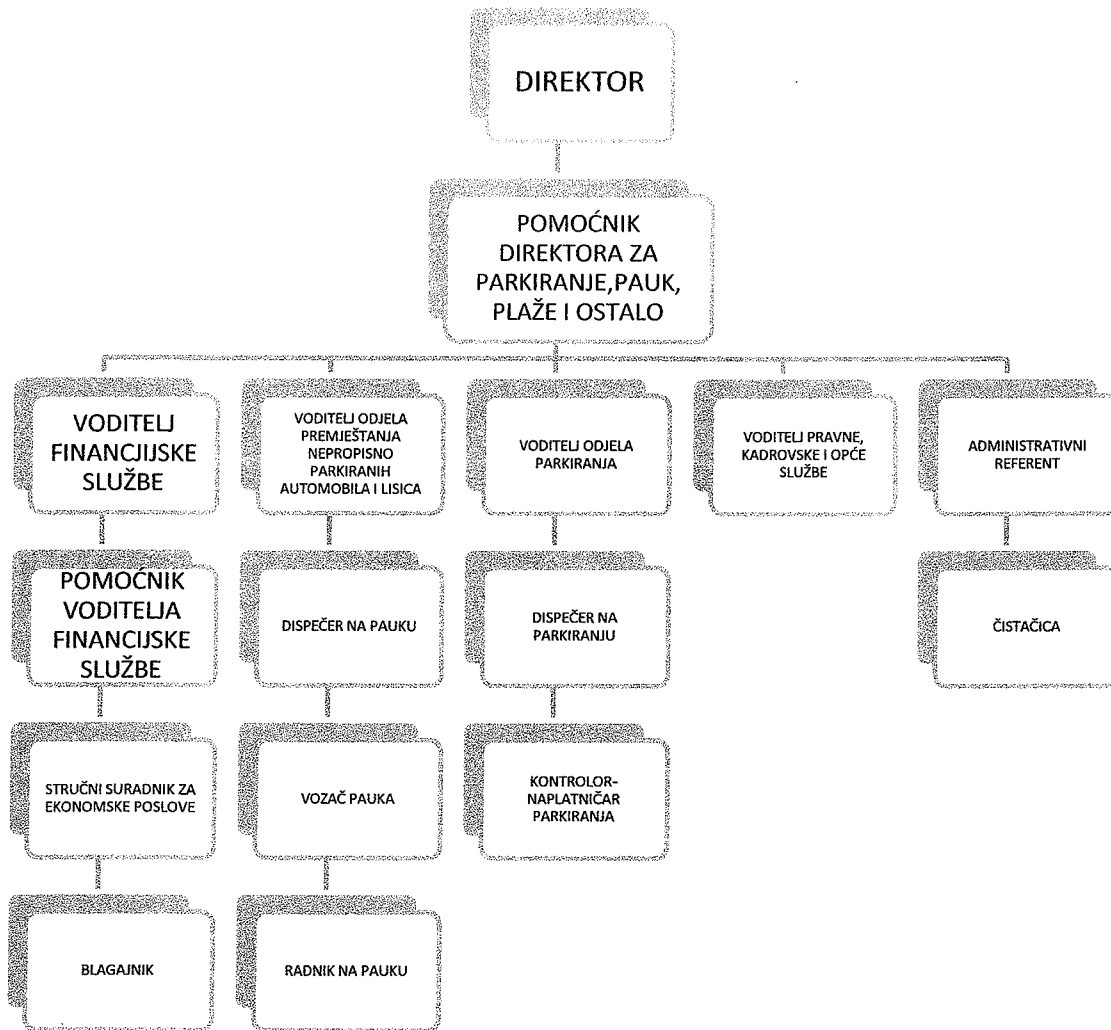 DIREKTOR
POMOĆNIK
DIREKTORA ZA
PARKIRANJE,PAUK,
PLAŽE I OSTALO
VODITELJ
FINANCIJSKE
SLUŽBE
VODITELJ ODJELA
PREMJEŠTANJA
NEPROPISNO
PARKIRANIH
AUTOMOBILA I LISICA
VODITELJ ODJELA
PARKIRANJA
VODITELJ PRAVNE,
KADROVSKE I OPĆE
SLUŽBE
ADMINISTRATIVNI
REFERENT
POMOĆNIK
VODITELJA
FINANCIJSKE
SLUŽBE
DISPEČER NA PAUKU
DISPEČER NA
PARKIRANJU
ČISTAČICA
STRUČNI SURADNIK ZA
EKONOMSKE POSLOVE
VOZAČ PAUKA
KONTROLOR-
NAPLATNIČAR
PARKIRANJA
BLAGAJNIK
RADNIK NA PAUKU